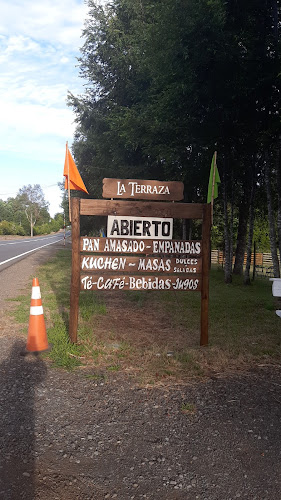 La Terraza
ABIERTO
PAN AMASADO - EMPANADAS
KUCHEN ~ MASAS DULCES SALADAS
Té - Café - Bebidas - Jugos